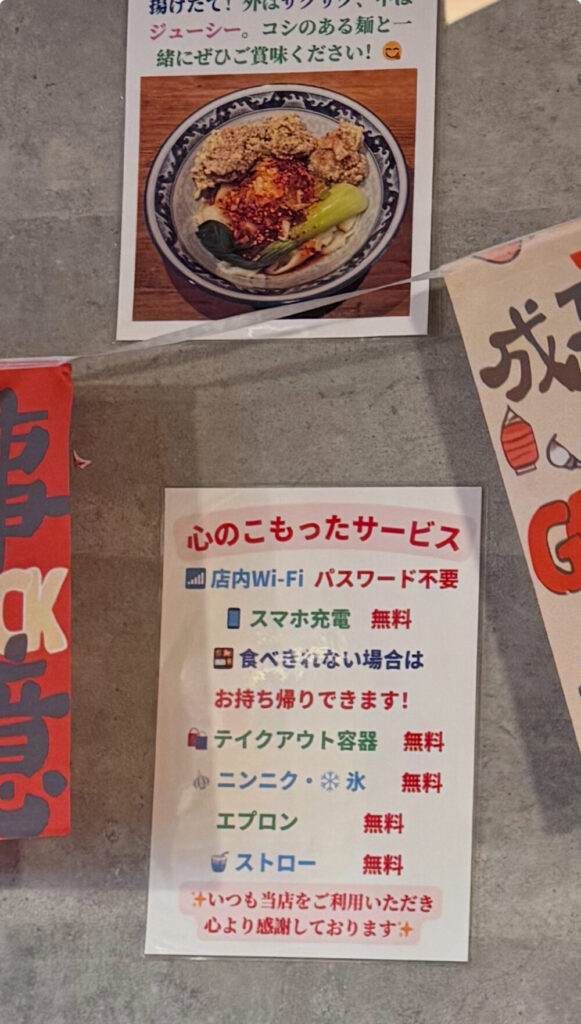 揚げたて！外はサクサク、中は
ジューシー。コシのある麺と一
緒にぜひご賞味ください！😋
成
事
CK
意
G
心のこもったサービス
📶店内Wi-Fi パスワード不要
📱スマホ充電 無料
🍱食べきれない場合は
お持ち帰りできます！
🛍️テイクアウト容器 無料
🧄ニンニク・❄️氷 無料
エプロン 無料
🥤ストロー 無料
✨いつも当店をご利用いただき
心より感謝しております✨